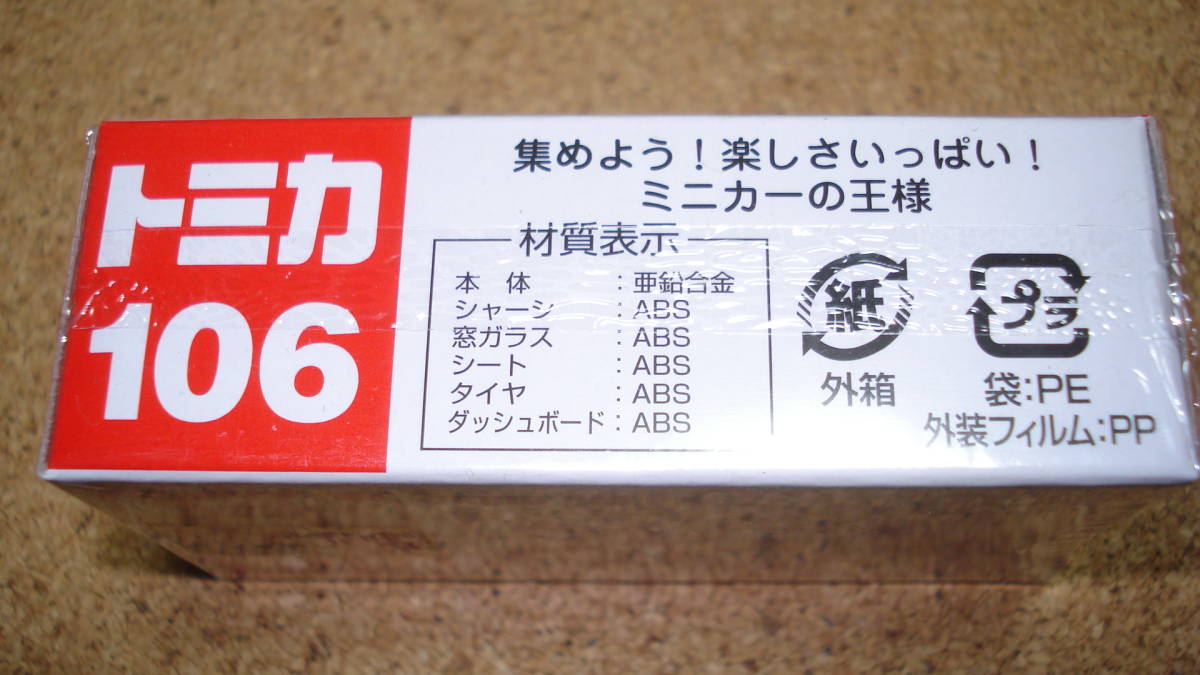 トミカ
106
集めよう！楽しさいっぱい！
ミニカーの王様
材質表示
本体：亜鉛合金
シャーシ：ABS
窓ガラス：ABS
シート：ABS
タイヤ：ABS
ダッシュボード：ABS
紙
外箱
プラ
袋：PE
外装フィルム：PP